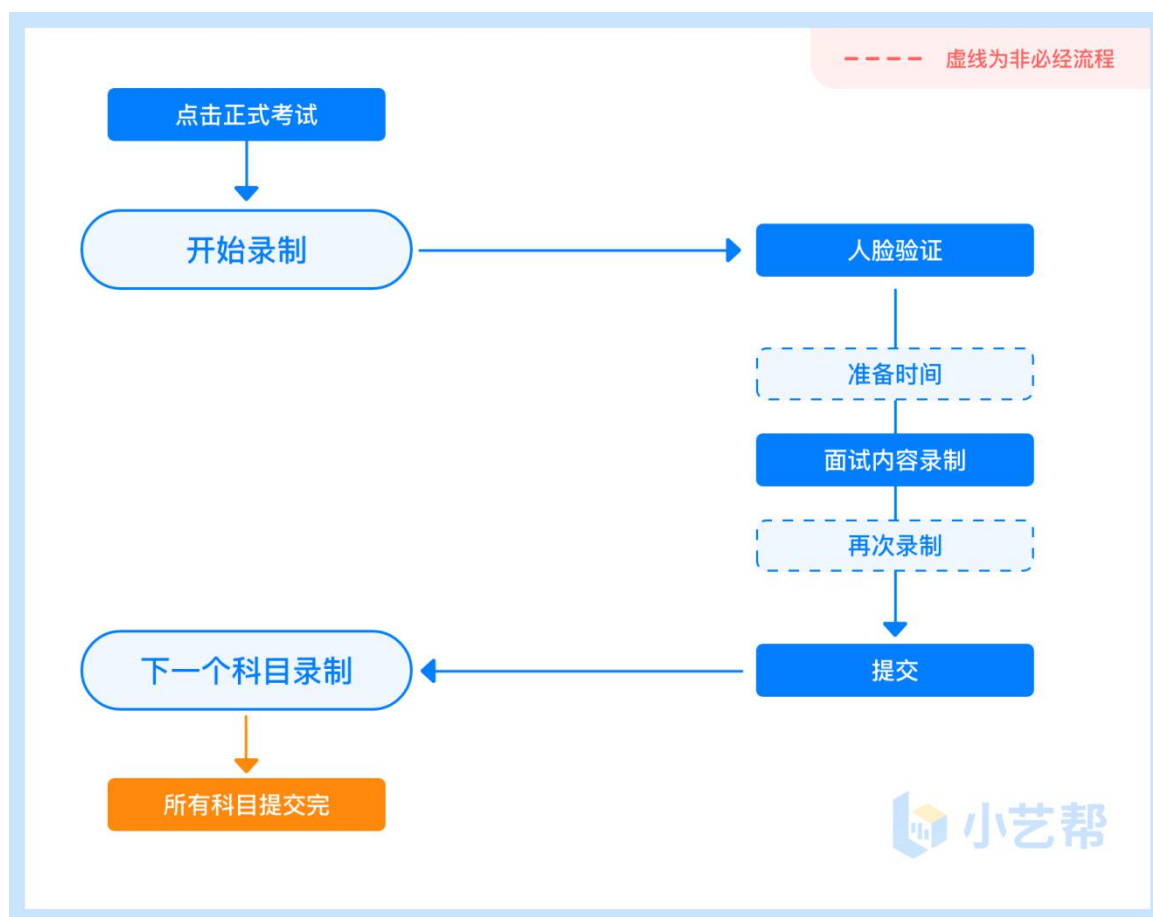 虚线为非必经流程
点击正式考试
开始录制
人脸验证
准备时间
面试内容录制
再次录制
提交
下一个科目录制
所有科目提交完
小艺帮